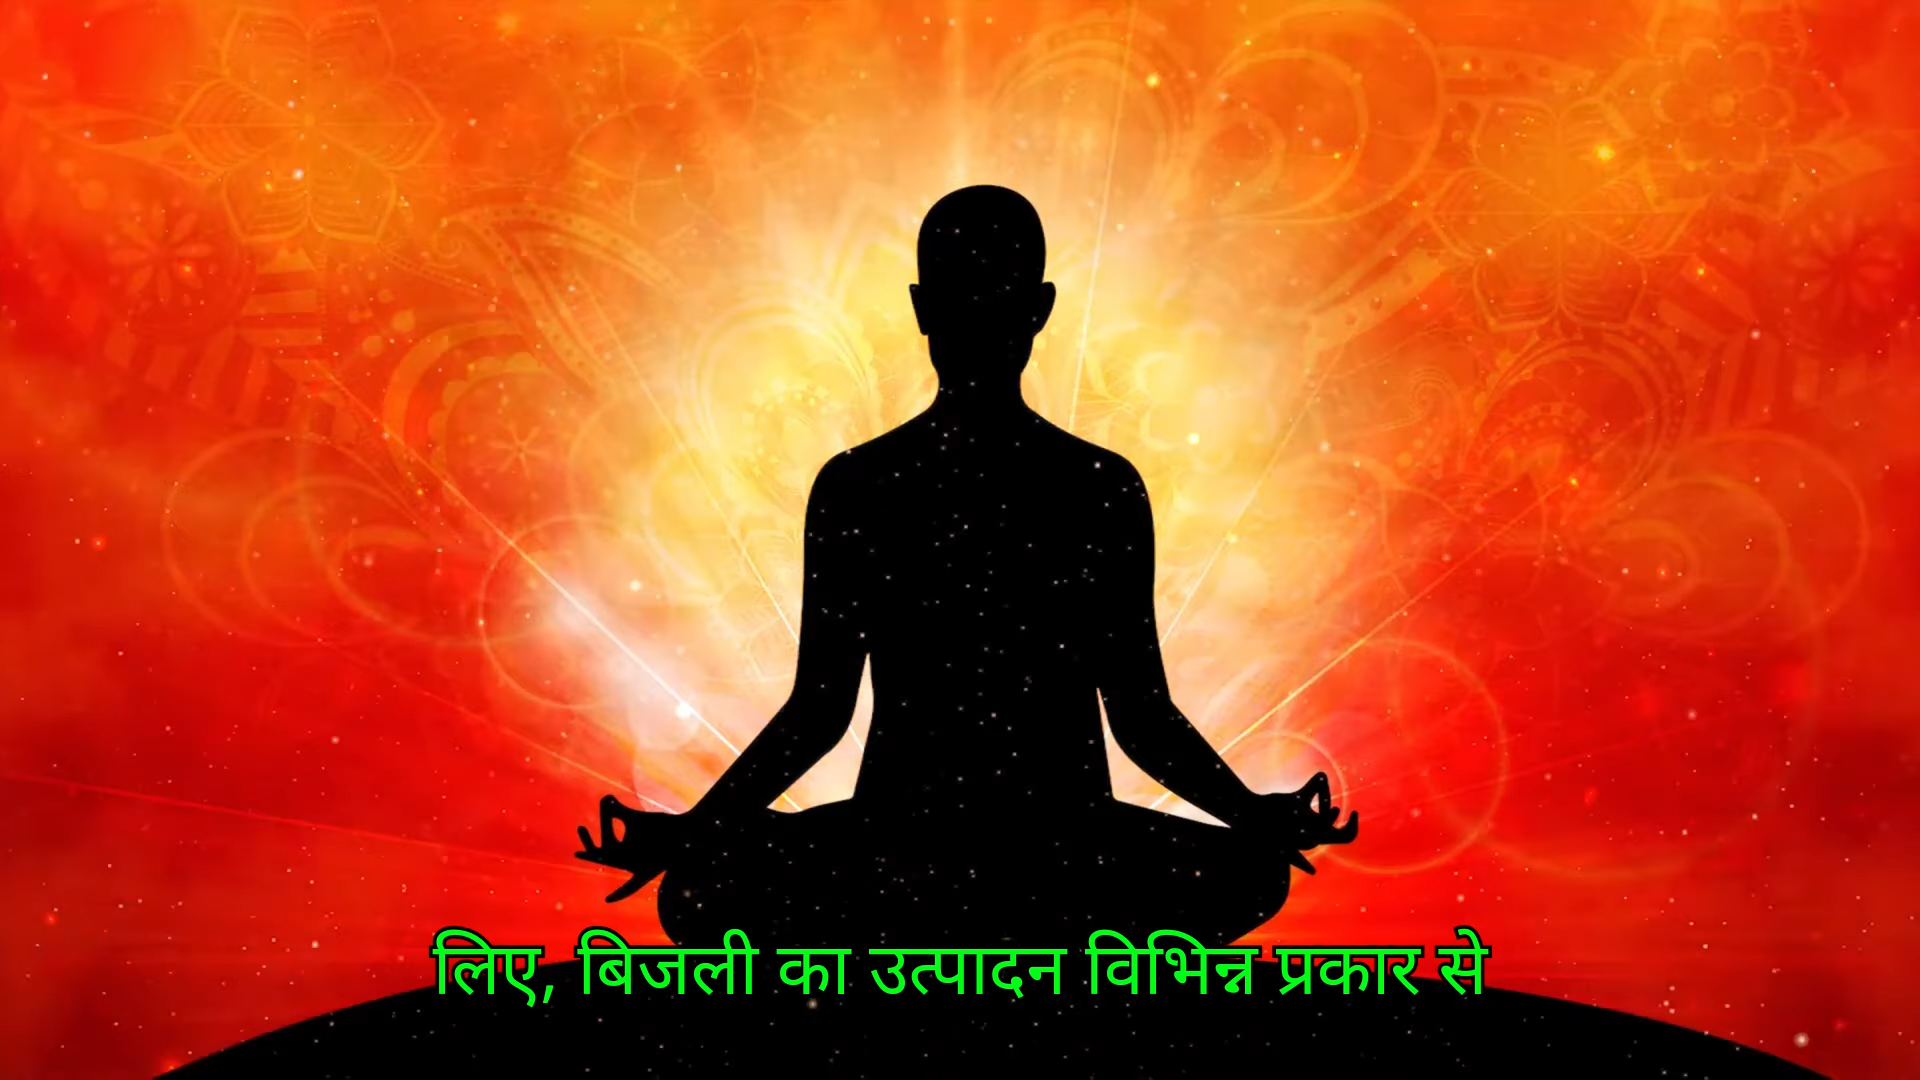 लिए, बिजली का उत्पादन विभिन्न प्रकार से